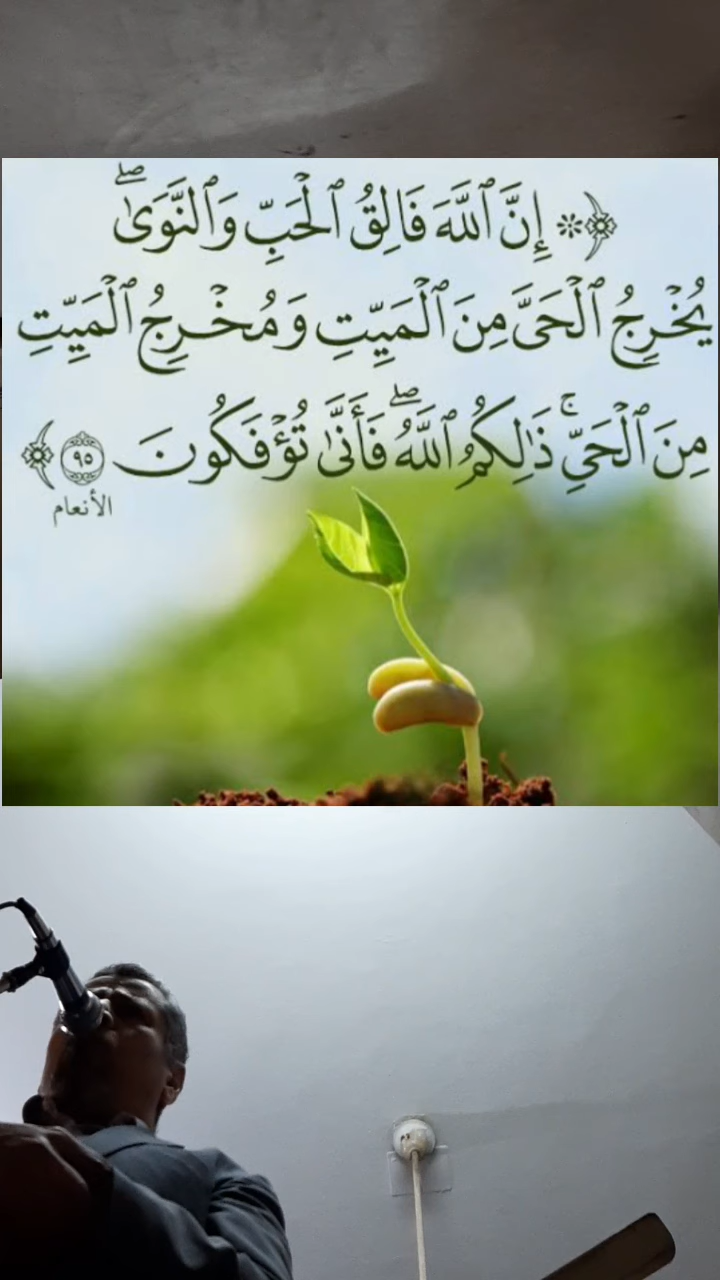 ﴿۞ إِنَّ ٱللَّهَ فَالِقُ ٱلْحَبِّ وَٱلنَّوَىٰۖ
يُخْرِجُ ٱلْحَىَّ مِنَ ٱلْمَيِّتِ وَمُخْرِجُ ٱلْمَيِّتِ
مِنَ ٱلْحَيِّۚ ذَٰلِكُمُ ٱللَّهُۖ فَأَنَّىٰ تُؤْفَكُونَ ٩٥﴾
الأنعام